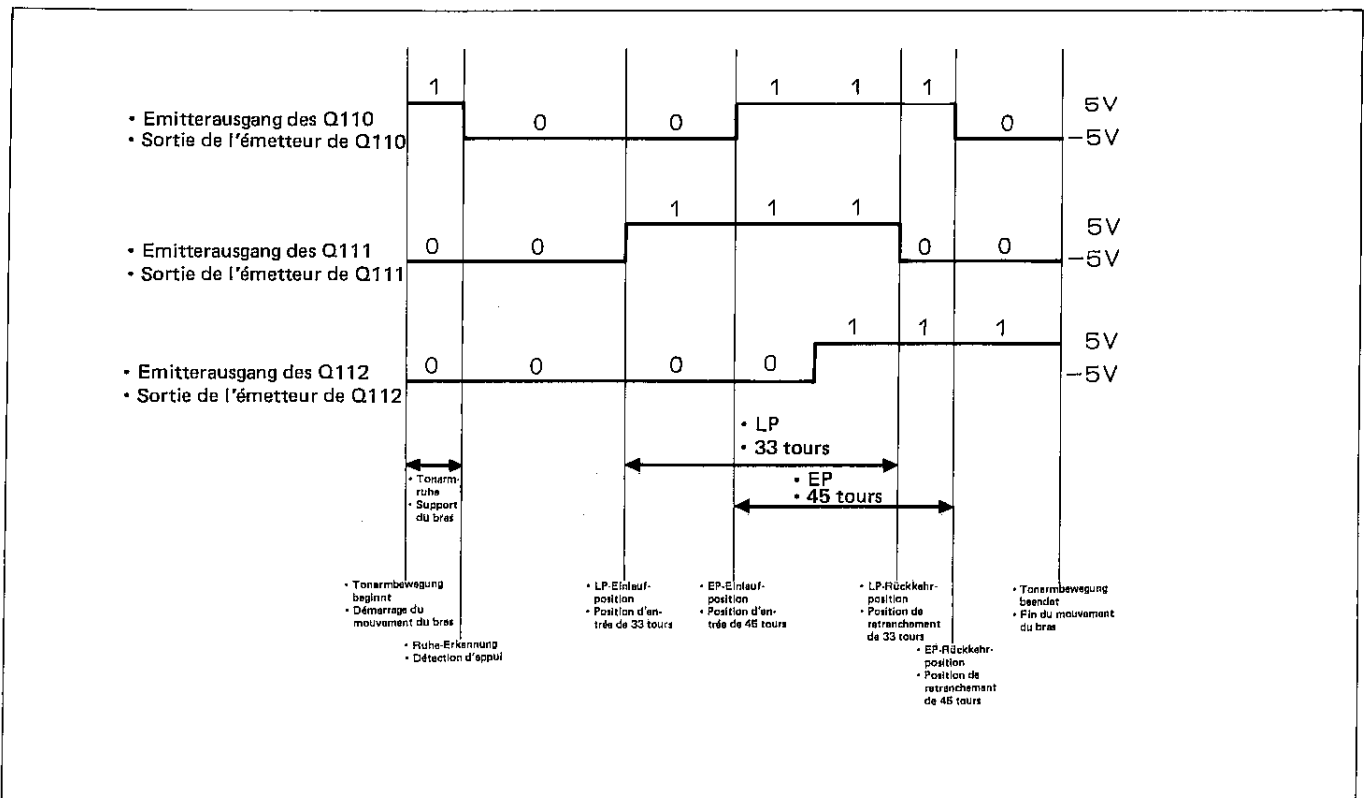 1 1 1 1
• Emitterausgang des Q110 0 0 0 5V
• Sortie de l'émetteur de Q110 -5V
1 1 1
• Emitterausgang des Q111 0 0 0 0 5V
• Sortie de l'émetteur de Q111 -5V
1 1 1
• Emitterausgang des Q112 0 0 0 0 5V
• Sortie de l'émetteur de Q112 -5V
• LP
• 33 tours
• EP
• 45 tours
• Tonarm-
ruhe
• Support
du bras
• Tonarmbewegung
beginnt
• Démarrage du
mouvement du bras
• Ruhe-Erkennung
• Détection d'appui
• LP-Einlauf-
position
• Position d'en-
trée de 33 tours
• EP-Einlauf-
position
• Position d'en-
trée de 45 tours
• LP-Rückkehr-
position
• Position de
retranchement
de 33 tours
• EP-Rückkehr-
position
• Position de
retranchement
de 45 tours
• Tonarmbewegung
beendet
• Fin du mouvement
du bras